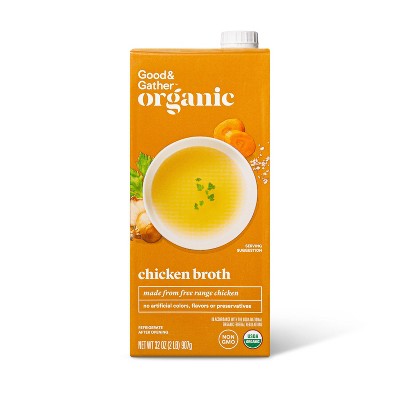 Good&
Gather™
organic
SERVING
SUGGESTION
chicken broth
made from free range chicken
no artificial colors, flavors or preservatives
REFRIGERATE
AFTER OPENING
NET WT 32 OZ (2 LB) 907g
NON
GMO
USDA
ORGANIC